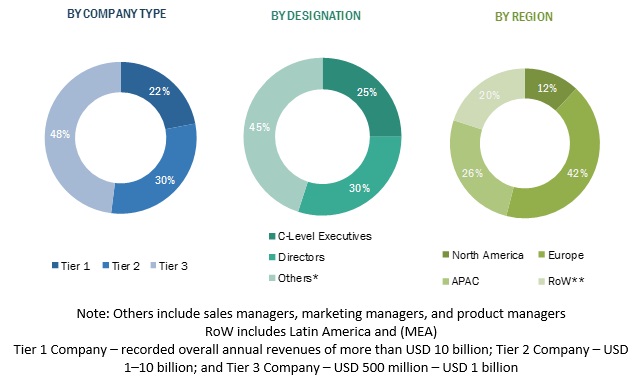 BY COMPANY TYPE
22%
30%
48%
Tier 1 Tier 2 Tier 3
BY DESIGNATION
25%
30%
45%
C-Level Executives
Directors
Others*
BY REGION
12%
42%
26%
20%
North America Europe
APAC RoW**
Note: Others include sales managers, marketing managers, and product managers
RoW includes Latin America and (MEA)
Tier 1 Company – recorded overall annual revenues of more than USD 10 billion; Tier 2 Company – USD
1–10 billion; and Tier 3 Company – USD 500 million – USD 1 billion